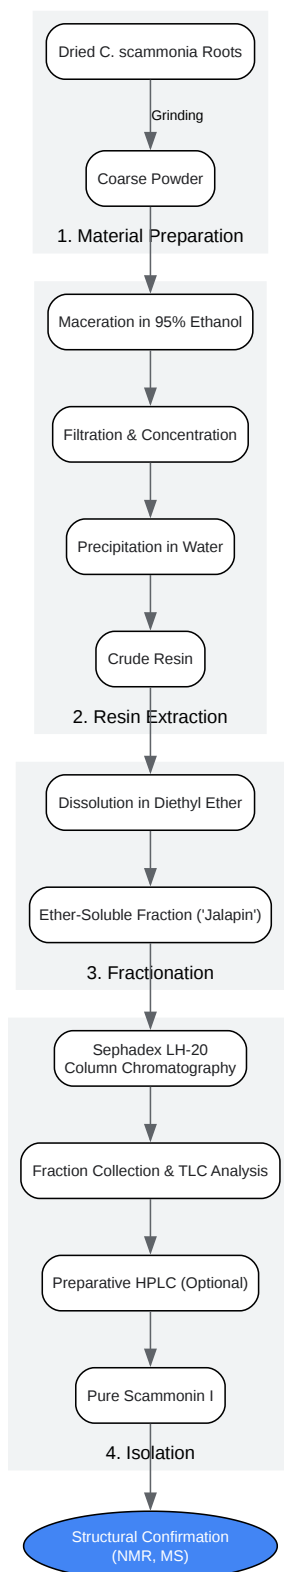 Dried C. scammonia Roots
Grinding
Coarse Powder
1. Material Preparation
Maceration in 95% Ethanol
Filtration & Concentration
Precipitation in Water
Crude Resin
2. Resin Extraction
Dissolution in Diethyl Ether
Ether-Soluble Fraction ('Jalapin')
3. Fractionation
Sephadex LH-20
Column Chromatography
Fraction Collection & TLC Analysis
Preparative HPLC (Optional)
Pure Scammonin I
4. Isolation
Structural Confirmation
(NMR, MS)